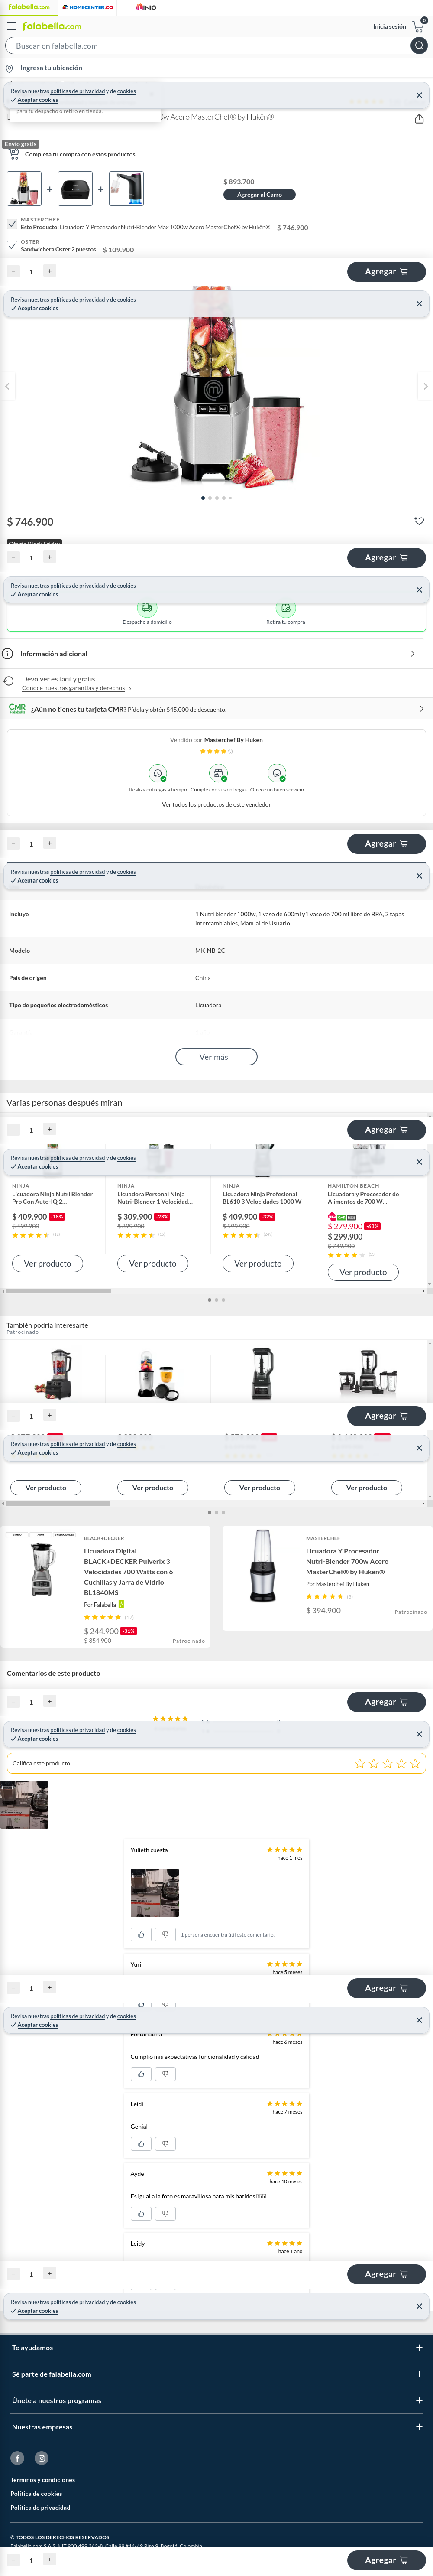 falabella.com
HOMECENTER.CO
LINIO
falabella.com
Inicia sesión
0
Buscar en falabella.com
Ingresa tu ubicación
Revisa nuestras políticas de privacidad y de cookies
Aceptar cookies
para tu despacho o retiro en tienda.
0w Acero MasterChef® by Hukën®
Envío gratis
Completa tu compra con estos productos
+
+
$ 893.700
Agregar al Carro
MASTERCHEF
Este Producto: Licuadora Y Procesador Nutri-Blender Max 1000w Acero MasterChef® by Hukën®
$ 746.900
OSTER
Sandwichera Oster 2 puestos
$ 109.900
- 1 +
Agregar
Revisa nuestras políticas de privacidad y de cookies
Aceptar cookies
$ 746.900
Oferta Black Friday
- 1 +
Agregar
Revisa nuestras políticas de privacidad y de cookies
Aceptar cookies
Despacho a domicilio
Retira tu compra
Información adicional
Devolver es fácil y gratis
Conoce nuestras garantías y derechos
CMR
falabella
¿Aún no tienes tu tarjeta CMR? Pídela y obtén $45.000 de descuento.
Vendido por Masterchef By Huken
Realiza entregas a tiempo
Cumple con sus entregas
Ofrece un buen servicio
Ver todos los productos de este vendedor
- 1 +
Agregar
Revisa nuestras políticas de privacidad y de cookies
Aceptar cookies
Incluye
1 Nutri blender 1000w, 1 vaso de 600ml y1 vaso de 700 ml libre de BPA, 2 tapas
intercambiables, Manual de Usuario.
Modelo
MK-NB-2C
País de origen
China
Tipo de pequeños electrodomésticos
Licuadora
Ver más
Varias personas después miran
- 1 +
Agregar
Revisa nuestras políticas de privacidad y de cookies
Aceptar cookies
NINJA
Licuadora Ninja Nutri Blender
Pro Con Auto-IQ 2...
$ 409.900
-18%
$ 499.900
Ver producto
NINJA
Licuadora Personal Ninja
Nutri-Blender 1 Velocidad...
$ 309.900
-23%
$ 399.900
Ver producto
NINJA
Licuadora Ninja Profesional
BL610 3 Velocidades 1000 W
$ 409.900
-32%
$ 599.900
Ver producto
HAMILTON BEACH
Licuadora y Procesador de
Alimentos de 700 W...
$ 279.900
-63%
$ 299.900
$ 749.900
Ver producto
También podría interesarte
Patrocinado
- 1 +
Agregar
Revisa nuestras políticas de privacidad y de cookies
Aceptar cookies
Ver producto
Ver producto
Ver producto
Ver producto
BLACK+DECKER
Licuadora Digital
BLACK+DECKER Pulverix 3
Velocidades 700 Watts con 6
Cuchillas y Jarra de Vidrio
BL1840MS
Por Falabella
(17)
$ 244.900
-31%
$ 354.900
Patrocinado
MASTERCHEF
Licuadora Y Procesador
Nutri-Blender 700w Acero
MasterChef® by Hukën®
Por Masterchef By Huken
$ 394.900
Patrocinado
Comentarios de este producto
- 1 +
Agregar
Revisa nuestras políticas de privacidad y de cookies
Aceptar cookies
Califica este producto:
Yulieth cuesta
hace 1 mes
1 persona encuentra útil este comentario.
Yuri
hace 5 meses
- 1 +
Agregar
Revisa nuestras políticas de privacidad y de cookies
Aceptar cookies
Fortunatina
hace 6 meses
Cumplió mis expectativas funcionalidad y calidad
Leidi
hace 7 meses
Genial
Ayde
hace 10 meses
Es igual a la foto es maravillosa para mis batidos
Leidy
hace 1 año
- 1 +
Agregar
Revisa nuestras políticas de privacidad y de cookies
Aceptar cookies
Te ayudamos
Sé parte de falabella.com
Únete a nuestros programas
Nuestras empresas
Términos y condiciones
Política de cookies
Política de privacidad
© TODOS LOS DERECHOS RESERVADOS
- 1 +
Agregar